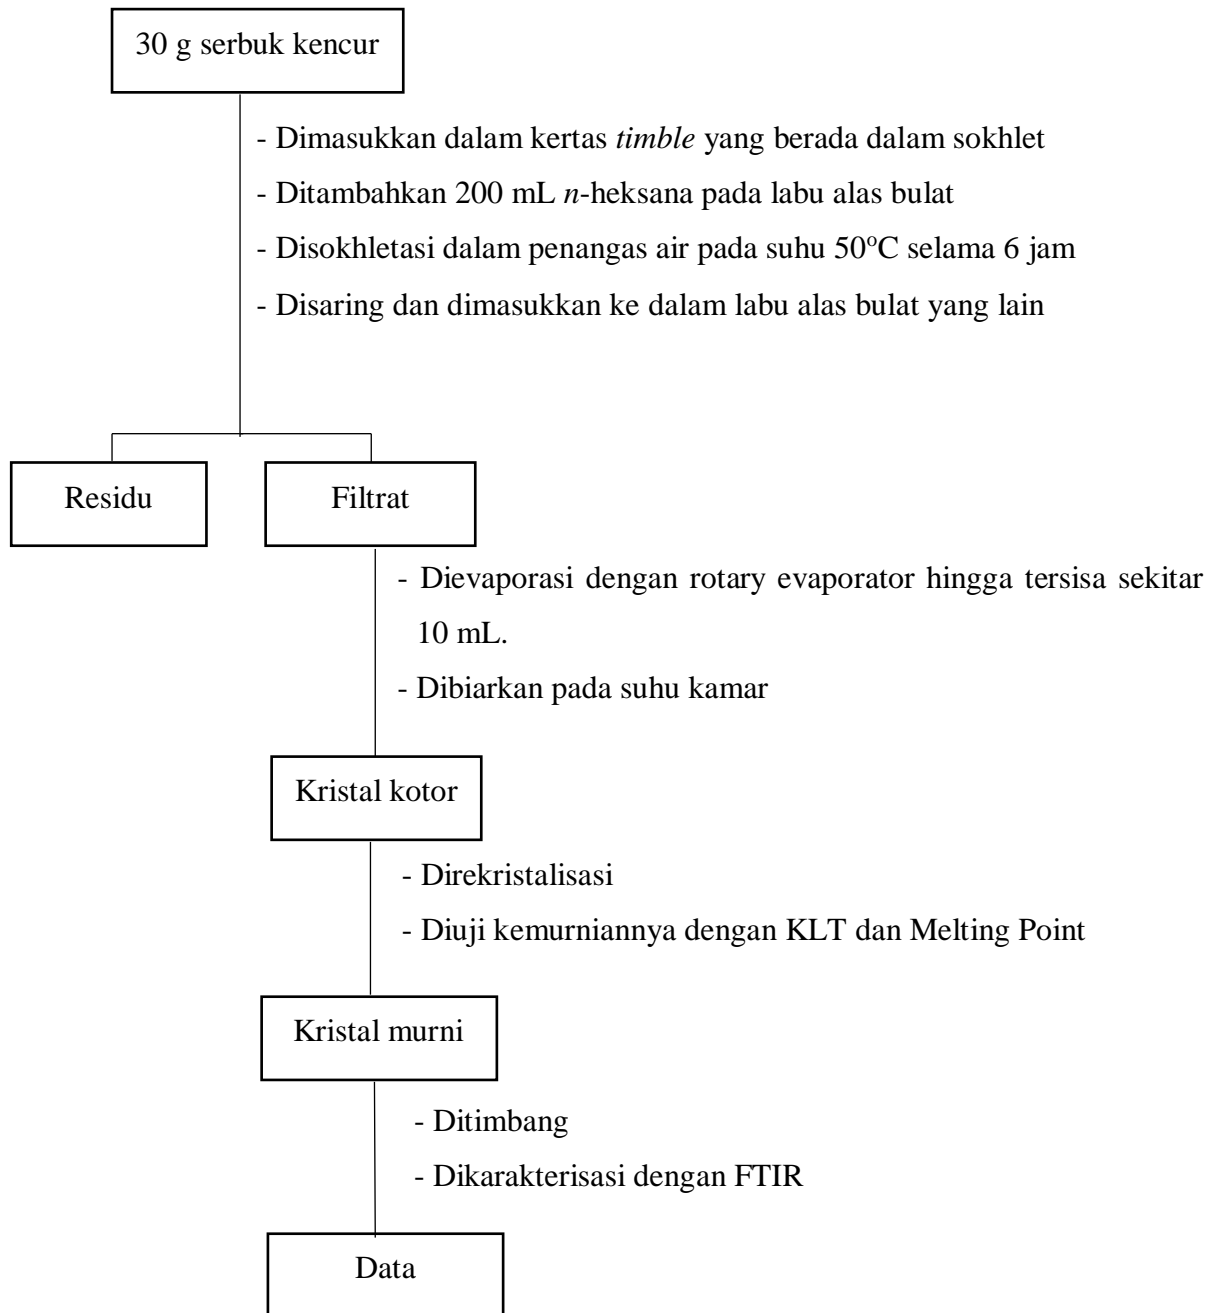 30 g serbuk kencur
- Dimasukkan dalam kertas timble yang berada dalam sokhlet
- Ditambahkan 200 mL n-heksana pada labu alas bulat
- Disokhletasi dalam penangas air pada suhu 50°C selama 6 jam
- Disaring dan dimasukkan ke dalam labu alas bulat yang lain
Residu
Filtrat
- Dievaporasi dengan rotary evaporator hingga tersisa sekitar
10 mL.
- Dibiarkan pada suhu kamar
Kristal kotor
- Direkristalisasi
- Diuji kemurniannya dengan KLT dan Melting Point
Kristal murni
- Ditimbang
- Dikarakterisasi dengan FTIR
Data